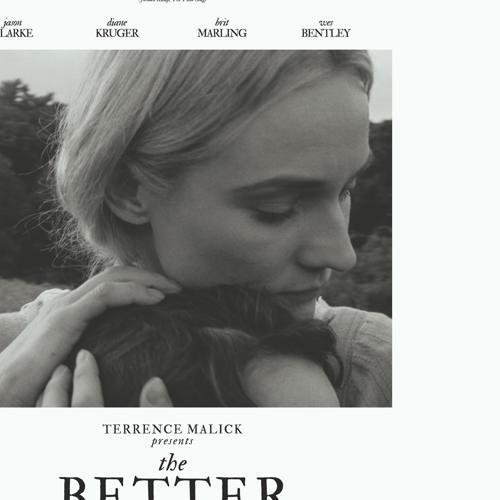 jason diane brit wes
LARKE KRUGER MARLING BENTLEY
TERRENCE MALICK
presents
the
BETTER